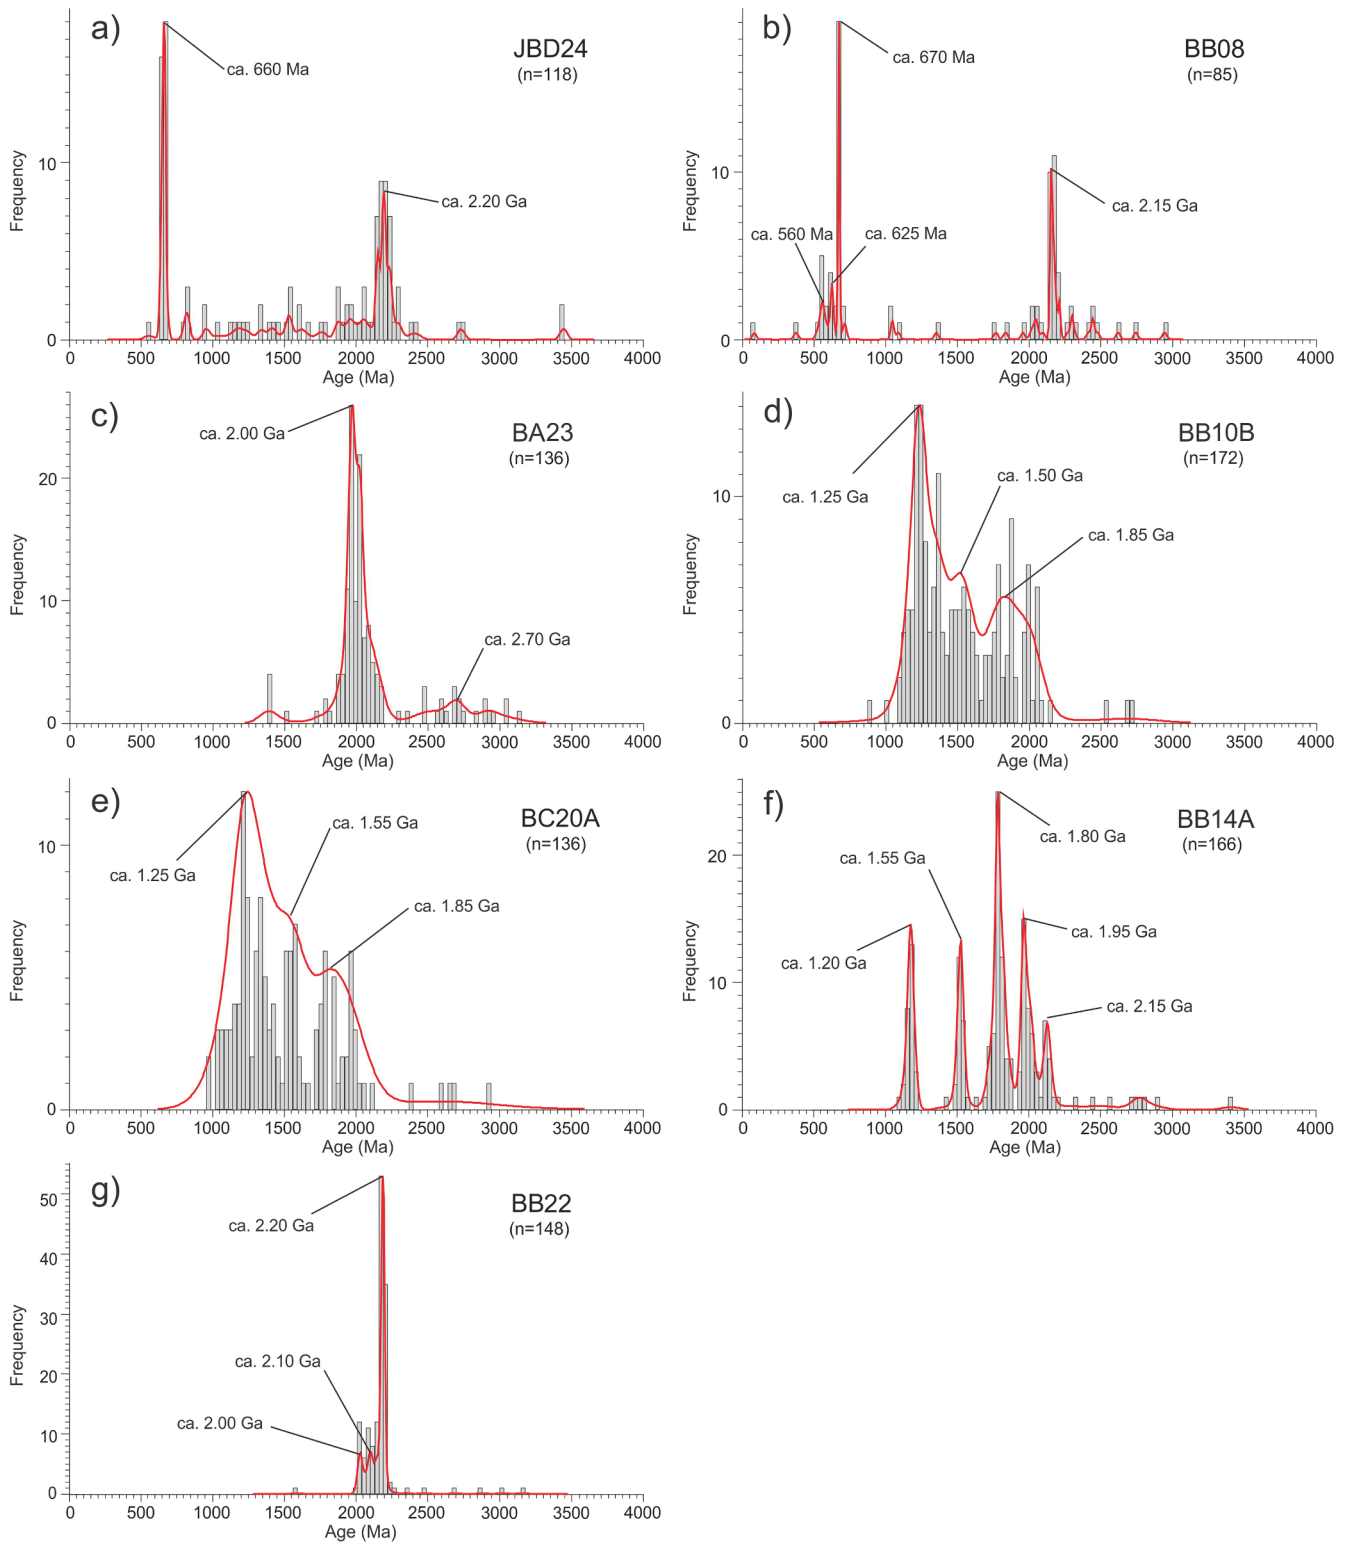 a)
JBD24
(n=118)
ca. 660 Ma
ca. 2.20 Ga
Frequency
10
0
0 500 1000 1500 2000 2500 3000 3500 4000
Age (Ma)
b)
BB08
(n=85)
ca. 670 Ma
ca. 2.15 Ga
ca. 560 Ma
ca. 625 Ma
Frequency
10
0
0 500 1000 1500 2000 2500 3000 3500 4000
Age (Ma)
c)
BA23
(n=136)
ca. 2.00 Ga
ca. 2.70 Ga
Frequency
20
10
0
0 500 1000 1500 2000 2500 3000 3500 4000
Age (Ma)
d)
BB10B
(n=172)
ca. 1.25 Ga
ca. 1.50 Ga
ca. 1.85 Ga
Frequency
10
0
0 500 1000 1500 2000 2500 3000 3500 4000
Age (Ma)
e)
BC20A
(n=136)
ca. 1.55 Ga
ca. 1.25 Ga
ca. 1.85 Ga
Frequency
10
0
0 500 1000 1500 2000 2500 3000 3500 4000
Age (Ma)
f)
BB14A
(n=166)
ca. 1.80 Ga
ca. 1.55 Ga
ca. 1.95 Ga
ca. 1.20 Ga
ca. 2.15 Ga
Frequency
20
10
0
0 500 1000 1500 2000 2500 3000 3500 4000
Age (Ma)
g)
BB22
(n=148)
ca. 2.20 Ga
ca. 2.10 Ga
ca. 2.00 Ga
Frequency
50
40
30
20
10
0
0 500 1000 1500 2000 2500 3000 3500 4000
Age (Ma)